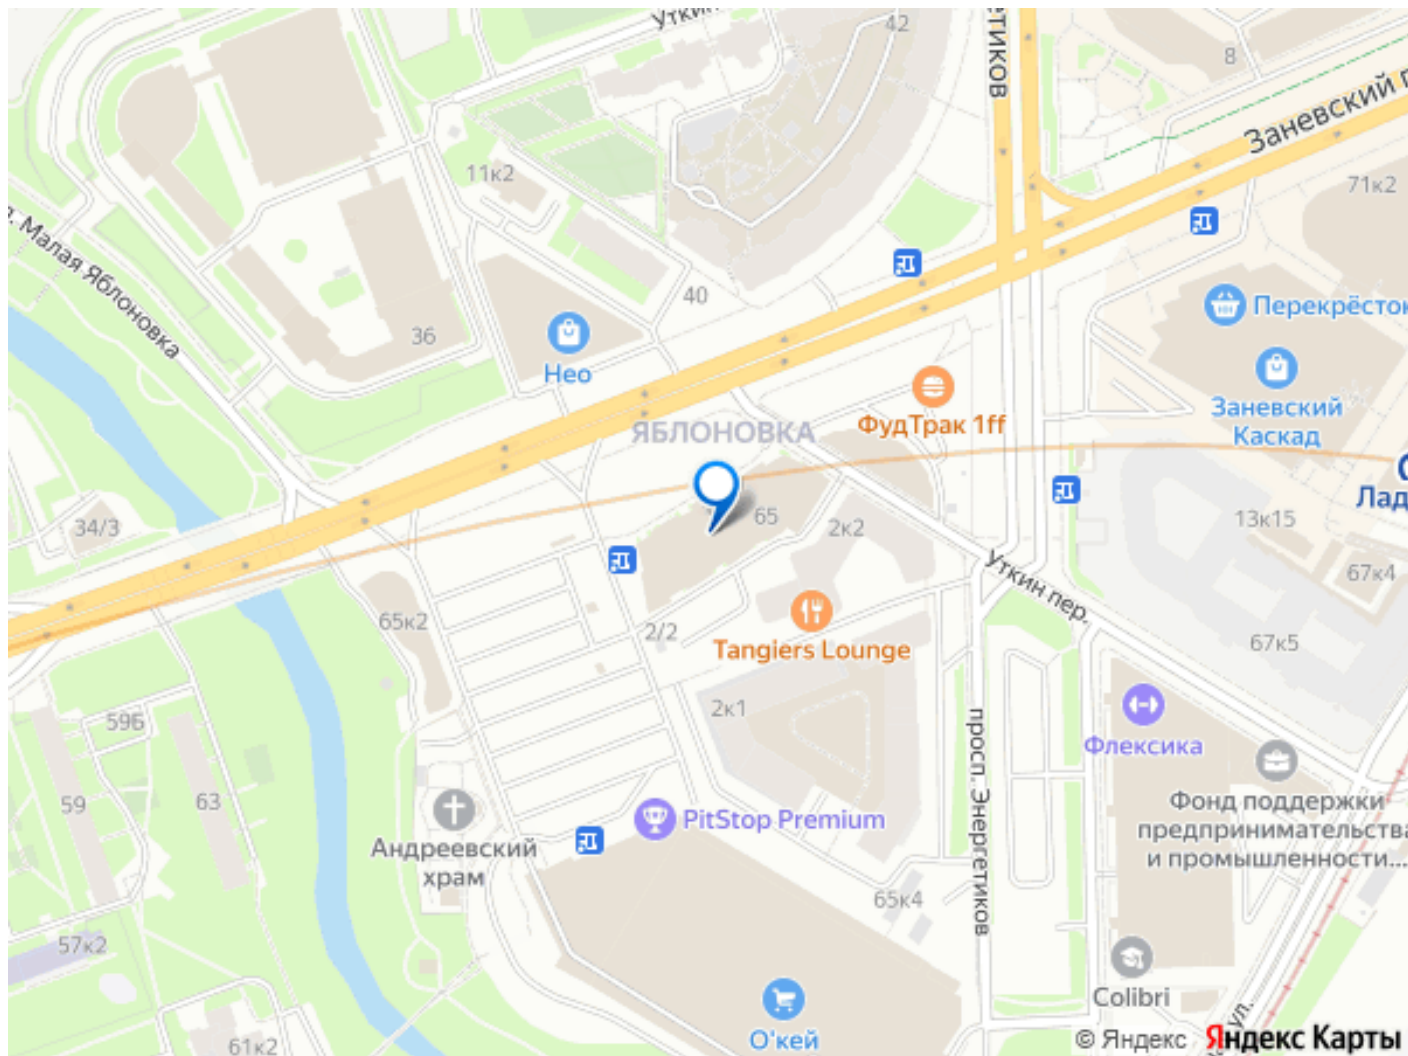 Уткин
42
ЕТИКОВ
8
Заневский п
71к2
11к2
Малая Яблоновка
40
36
Нео
Перекрёсток
Заневский
Каскад
ФудТрак 1ff
ЯБЛОНОВКА
Лад
65
34/3
2к2
13к15
67к4
Уткин пер.
65к2
2/2
Tangiers Lounge
67к5
59Б
2к1
Флексика
59
63
просп. Энергетиков
PitStop Premium
Фонд поддержки
предпринимательства
и промышленности...
Андреевский
храм
65к4
57к2
Colibri
ул.
О'кей
61к2
© Яндекс
Яндекс Карты